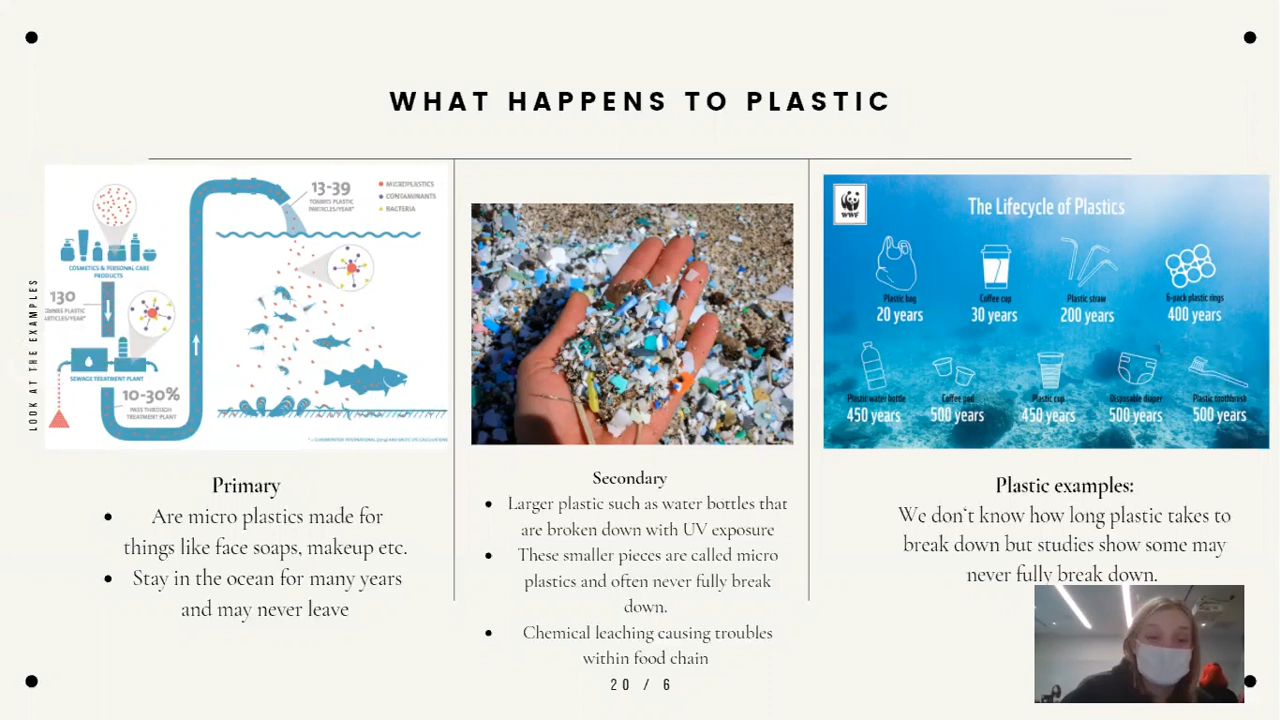 WHAT HAPPENS TO PLASTIC
LOOK AT THE EXAMPLES
13-39
PARTICLES/YEAR*
MICROPLASTICS
CONTAMINANTS
BACTERIA
COSMETICS & PERSONAL CARE
PRODUCTS
130
SEWAGE TREATMENT PLANT
10-30%
PASS THROUGH
TREATMENT PLANT
Primary
Are micro plastics made for
things like face soaps, makeup etc.
Stay in the ocean for many years
and may never leave
Secondary
Larger plastic such as water bottles that
are broken down with UV exposure
These smaller pieces are called micro
plastics and often never fully break
down.
Chemical leaching causing troubles
within food chain
WWF
The Lifecycle of Plastics
Plastic bag
20 years
Coffee cup
30 years
Plastic straw
200 years
6-pack plastic rings
400 years
Plastic water bottle
450 years
Coffee pod
500 years
Plastic cup
450 years
Disposable diaper
500 years
Plastic toothbrush
500 years
Plastic examples:
We don't know how long plastic takes to
break down but studies show some may
never fully break down.
20 / 6